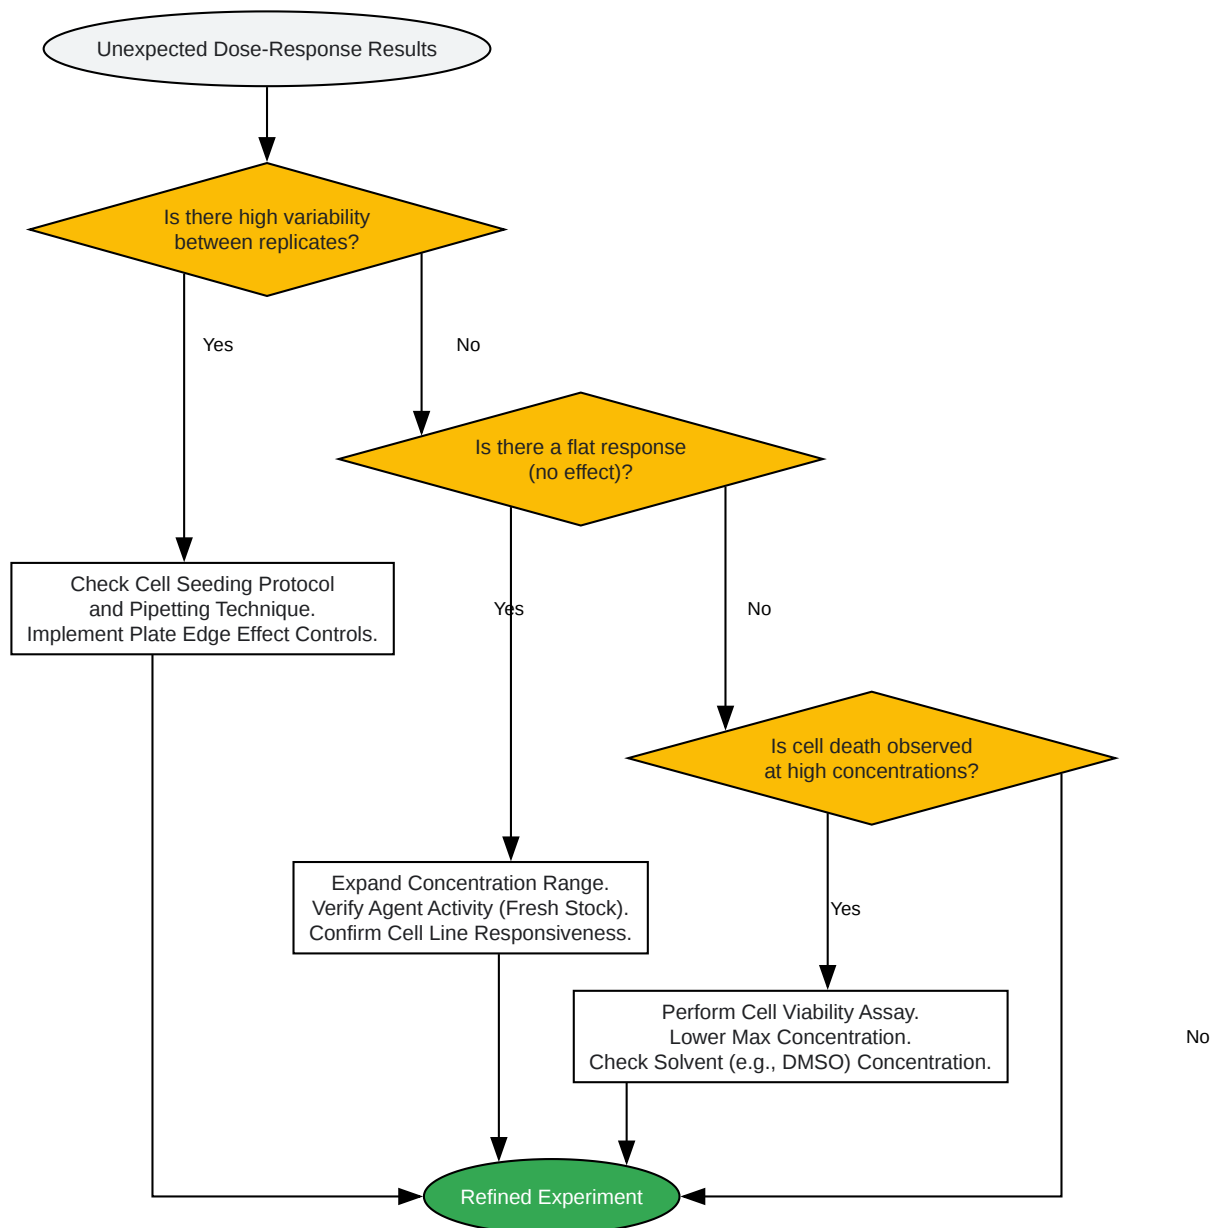 Unexpected Dose-Response Results
Is there high variability
between replicates?
Yes
No
Is there a flat response
(no effect)?
Check Cell Seeding Protocol
and Pipetting Technique.
Implement Plate Edge Effect Controls.
Yes
No
Is cell death observed
at high concentrations?
Expand Concentration Range.
Verify Agent Activity (Fresh Stock).
Confirm Cell Line Responsiveness.
Yes
Perform Cell Viability Assay.
Lower Max Concentration.
Check Solvent (e.g., DMSO) Concentration.
No
Refined Experiment